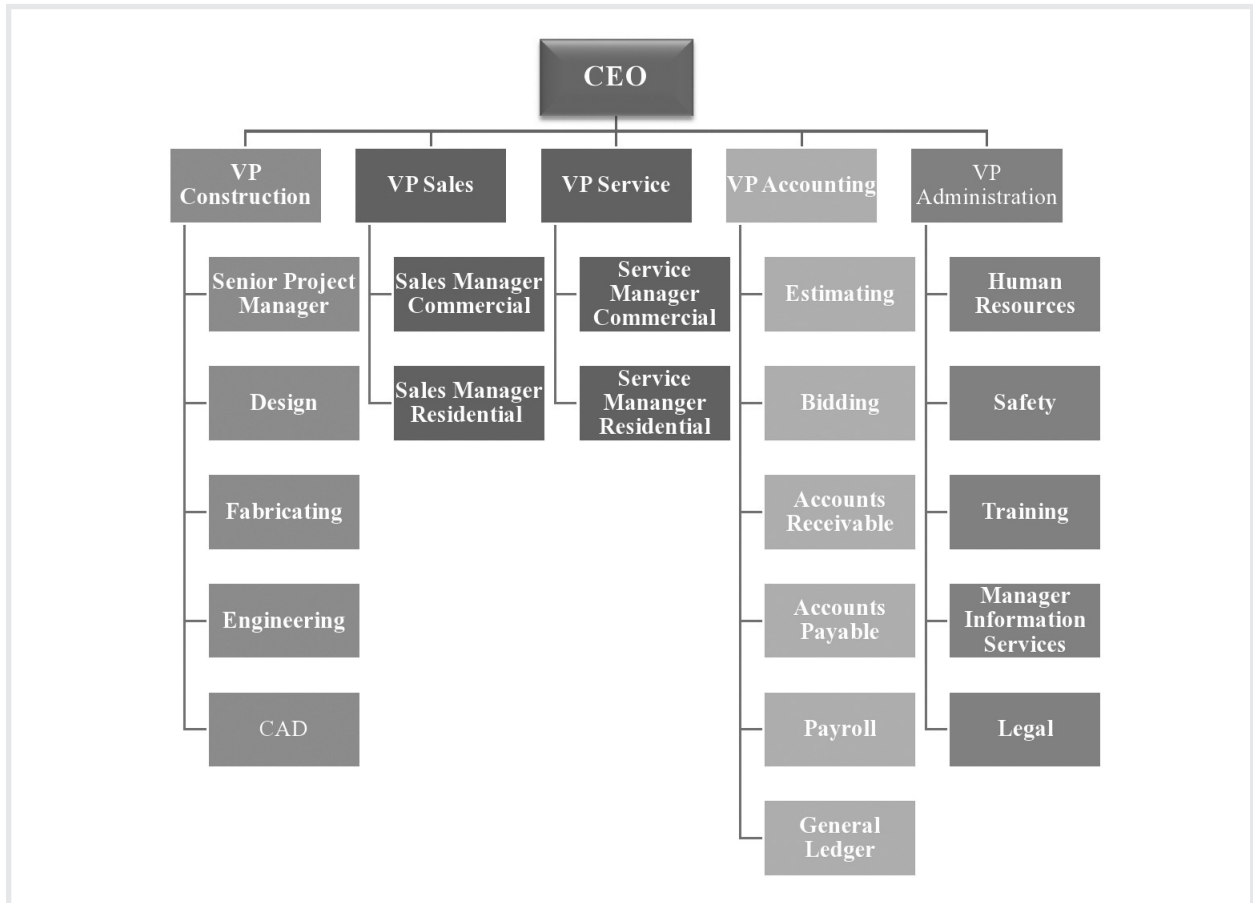 CEO
VP
Construction
VP Sales
VP Service
VP Accounting
VP
Administration
Senior Project
Manager
Design
Fabricating
Engineering
CAD
Sales Manager
Commercial
Sales Manager
Residential
Service
Manager
Commercial
Service
Mananger
Residential
Estimating
Bidding
Accounts
Receivable
Accounts
Payable
Payroll
General
Ledger
Human
Resources
Safety
Training
Manager
Information
Services
Legal